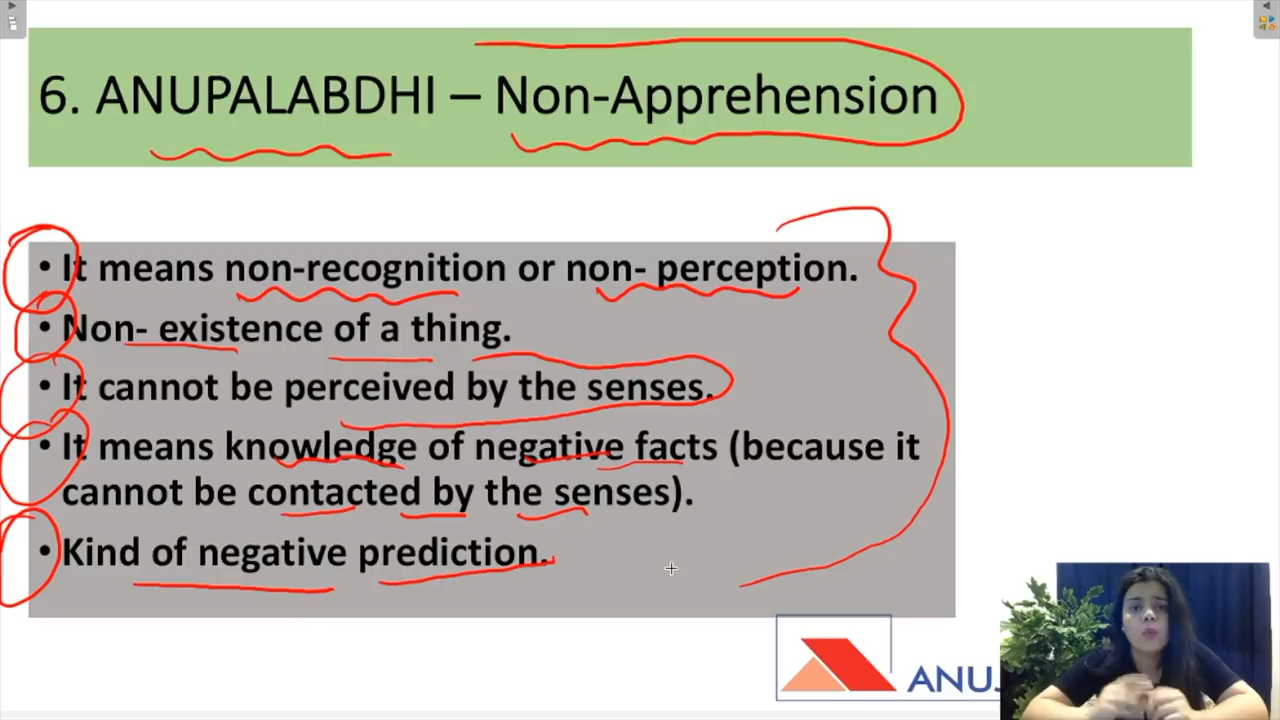 6. ANUPALABDHI – Non-Apprehension
• It means non-recognition or non- perception.
• Non- existence of a thing.
• It cannot be perceived by the senses.
• It means knowledge of negative facts (because it
cannot be contacted by the senses).
• Kind of negative prediction.